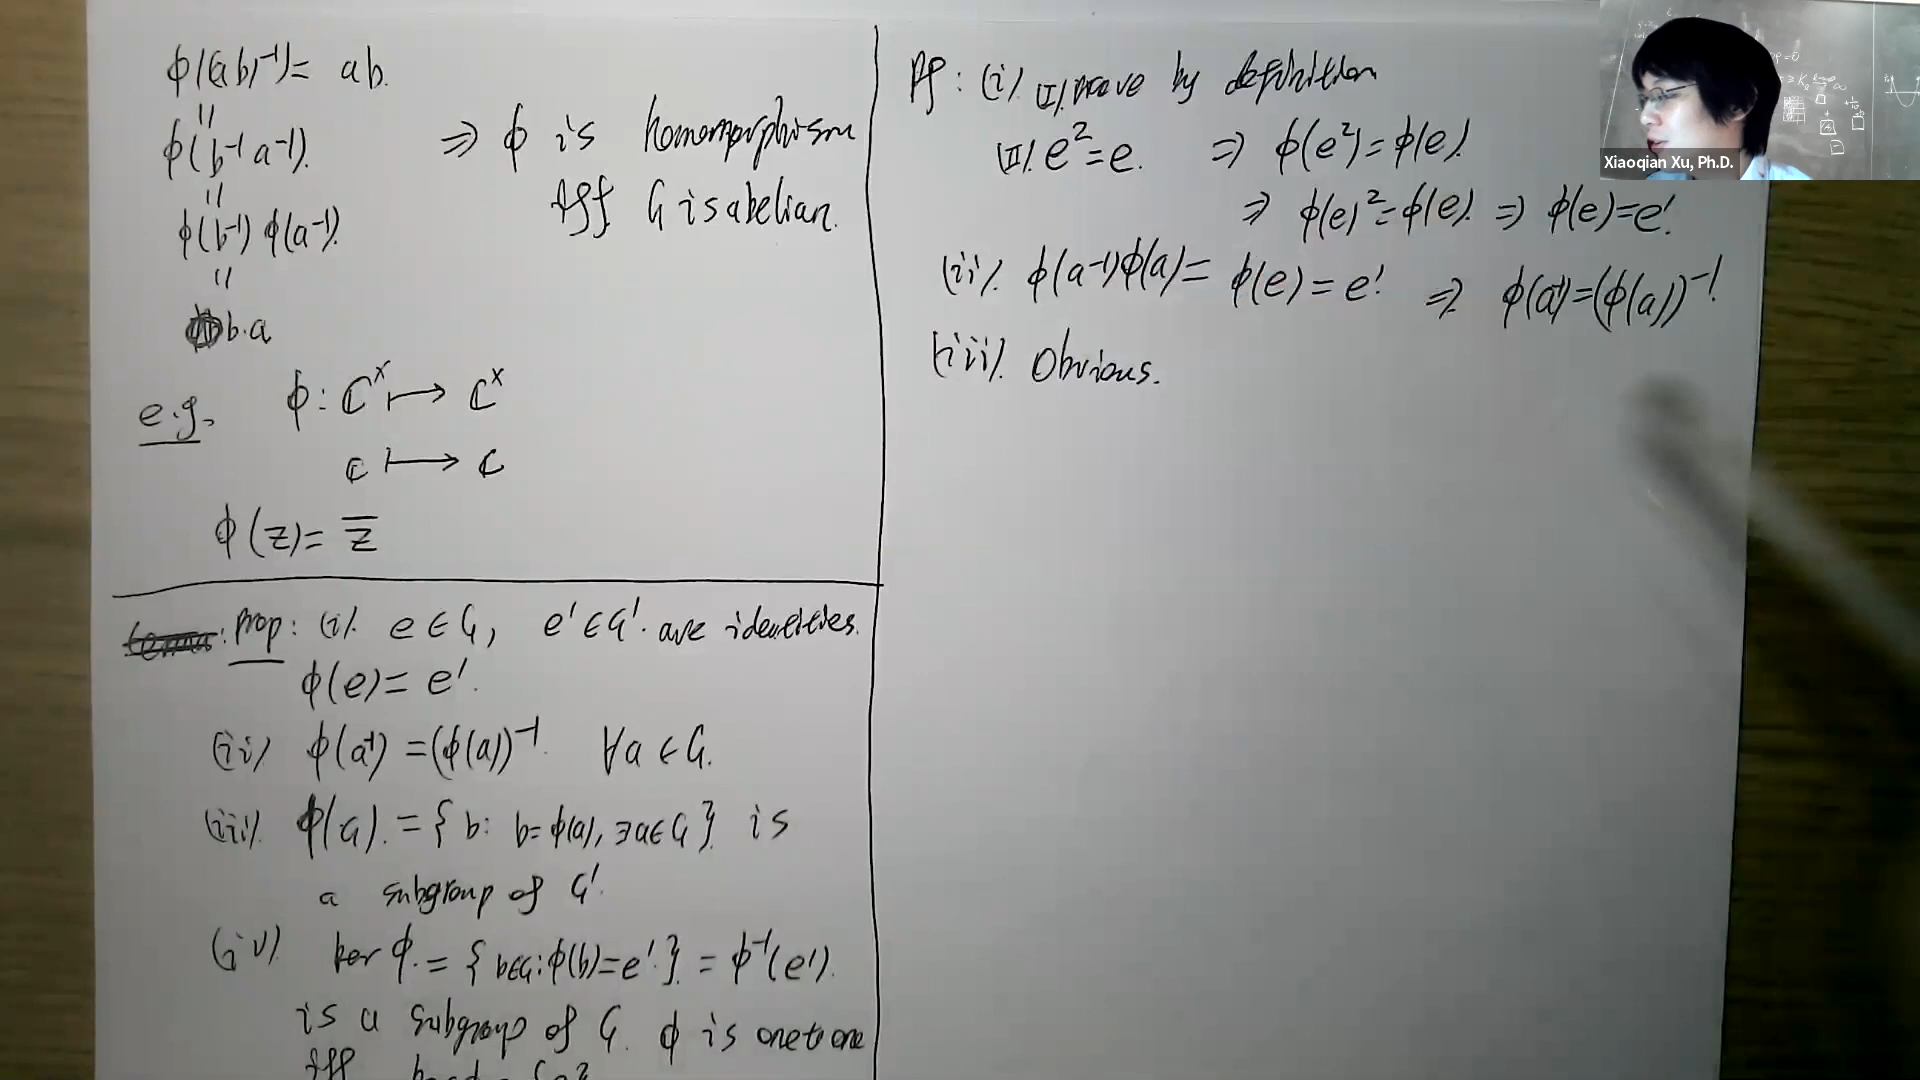 φ((ab)⁻¹) = ab.
||
φ(b⁻¹a⁻¹).
||
φ(b⁻¹)φ(a⁻¹).
||
b·a
⇒ φ is homomorphism
iff G is abelian.
e.g. φ: C^x ↦ C^x
c ↦ c
φ(z) = z̄
Prop: (i). e ∈ G, e' ∈ G'. are identities.
φ(e) = e'.
(ii) φ(a⁻¹) = (φ(a))⁻¹. ∀a ∈ G.
(iii). φ(G). = { b: b = φ(a), ∃a∈G } is
a subgroup of G'.
(iv). ker φ. = { b∈G: φ(b) = e'. } = φ⁻¹(e').
is a subgroup of G. φ is one to one
iff
Pf: (i). (I). prove by definition
(II). e² = e. ⇒ φ(e²) = φ(e).
⇒ φ(e)² = φ(e). ⇒ φ(e) = e'.
(ii). φ(a⁻¹)φ(a) = φ(e) = e'. ⇒ φ(a⁻¹) = (φ(a))⁻¹.
(iii). Obvious.
Xiaoqian Xu, Ph.D.